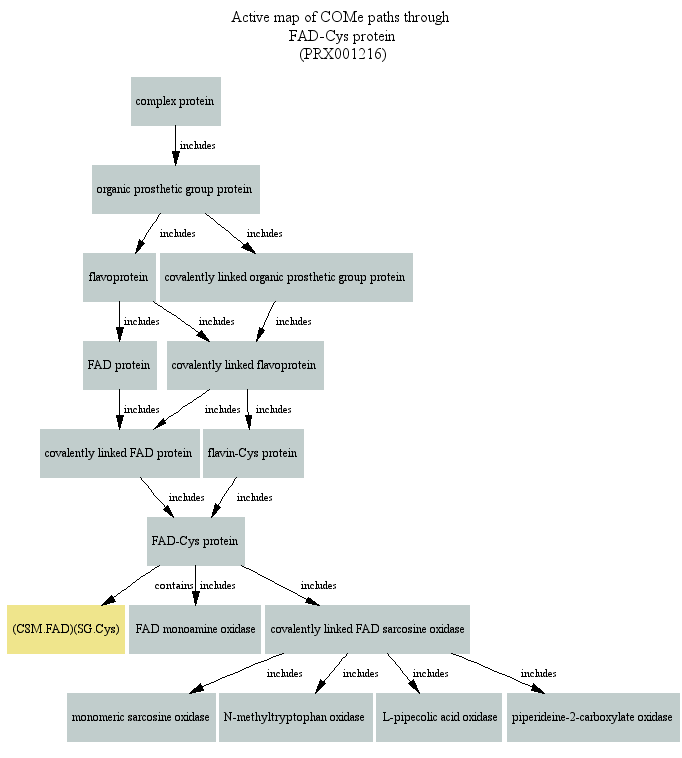 Active map of COMe paths through
FAD-Cys protein
(PRX001216)
complex protein
includes
organic prosthetic group protein
includes
includes
flavoprotein
covalently linked organic prosthetic group protein
includes
includes
includes
FAD protein
covalently linked flavoprotein
includes
includes
includes
covalently linked FAD protein
flavin-Cys protein
includes
includes
FAD-Cys protein
contains
includes
includes
(CSM.FAD)(SG.Cys)
FAD monoamine oxidase
covalently linked FAD sarcosine oxidase
includes
includes
includes
includes
monomeric sarcosine oxidase
N-methyltryptophan oxidase
L-pipecolic acid oxidase
piperideine-2-carboxylate oxidase